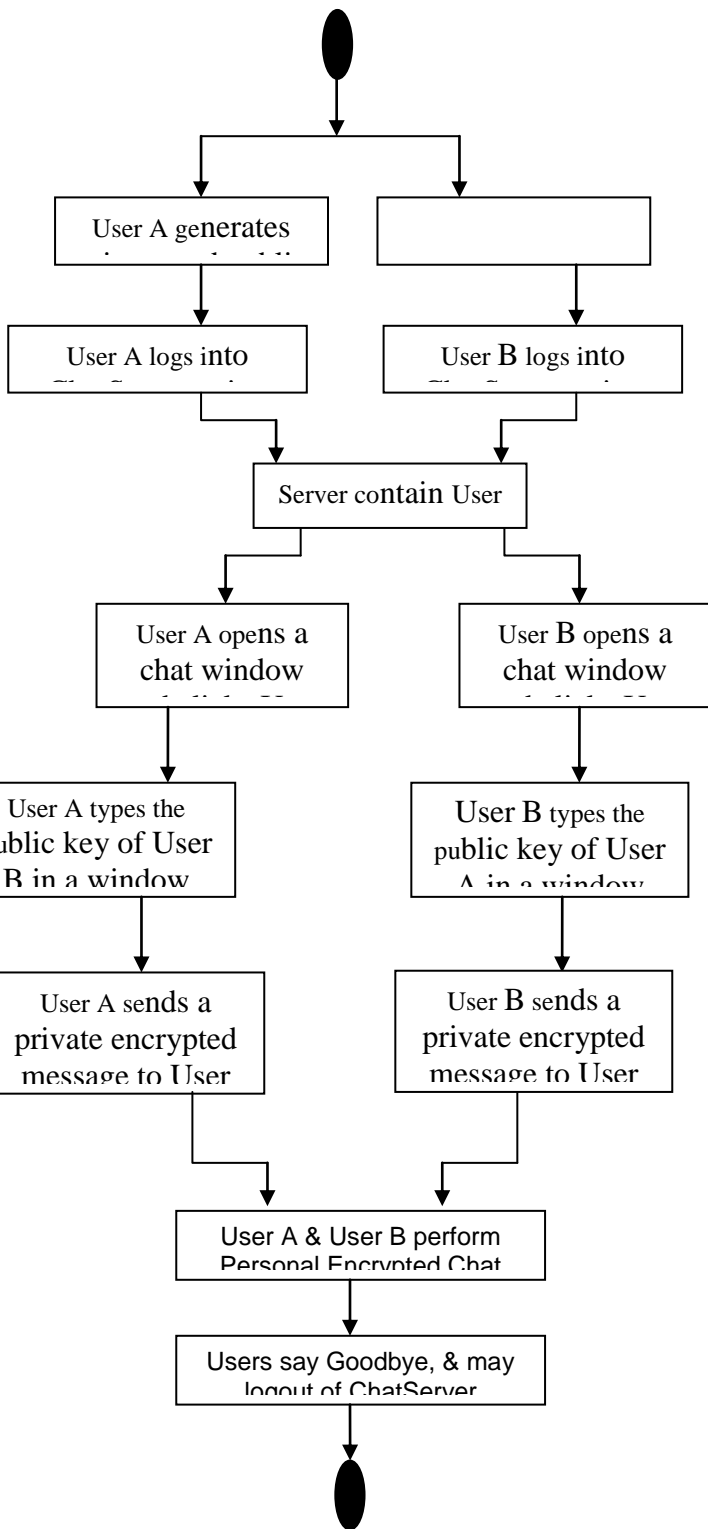 User A generates
User A logs into
User B logs into
Server contain User
User A opens a
chat window
User B opens a
chat window
User A types the
ublic key of User
B in a window
User B types the
public key of User
A in a window
User A sends a
private encrypted
message to User
User B sends a
private encrypted
message to User
User A & User B perform
Personal Encrypted Chat
Users say Goodbye, & may
logout of ChatServer